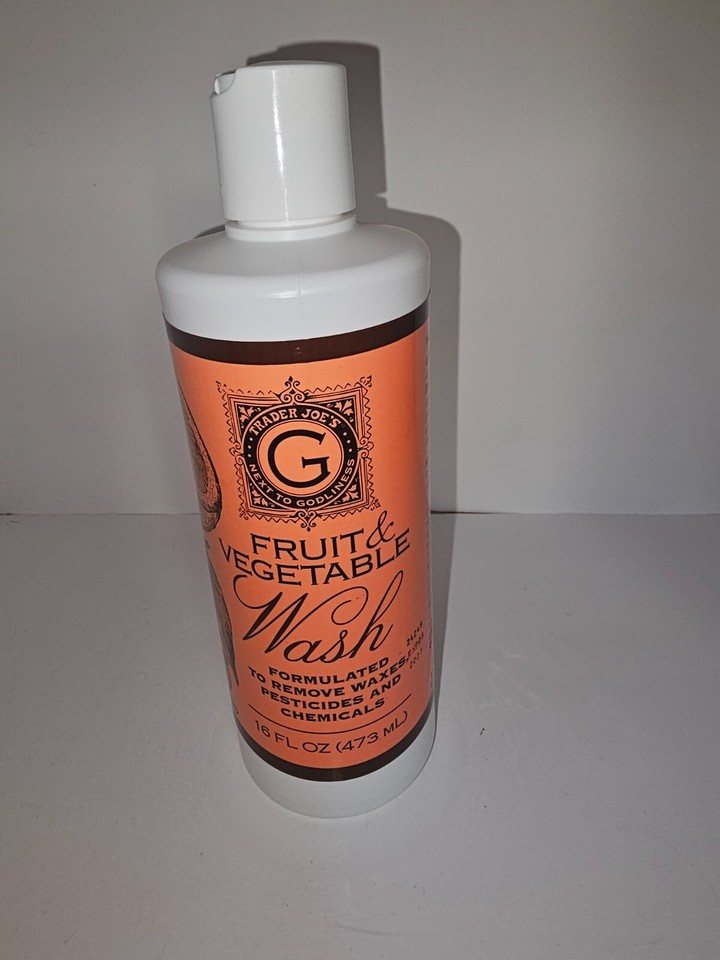 TRADER JOE'S
G
NEXT TO GODLINESS
FRUIT &
VEGETABLE
Wash
FORMULATED
TO REMOVE WAXES,
PESTICIDES AND
CHEMICALS
16 FL OZ (473 ML)